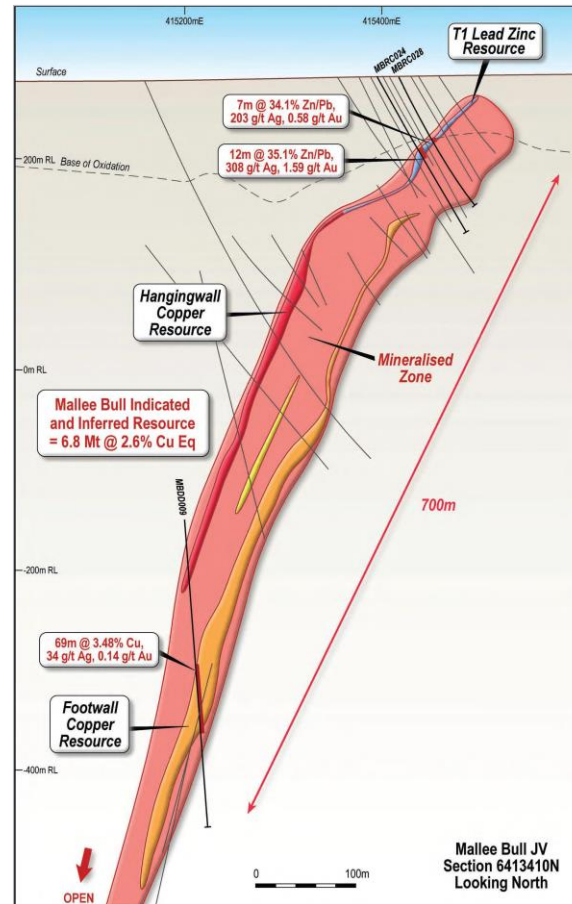 415200mE
415400mE
T1 Lead Zinc
Resource
MBRC024
MBRC028
Surface
7m @ 34.1% Zn/Pb,
203 g/t Ag, 0.58 g/t Au
12m @ 35.1% Zn/Pb,
308 g/t Ag, 1.59 g/t Au
200m RL
Base of Oxidation
Hangingwall
Copper
Resource
0m RL
Mineralised
Zone
Mallee Bull Indicated
and Inferred Resource
= 6.8 Mt @ 2.6% Cu Eq
MBDD009
700m
-200m RL
69m @ 3.48% Cu,
34 g/t Ag, 0.14 g/t Au
Footwall
Copper
Resource
-400m RL
OPEN
0
100m
Mallee Bull JV
Section 6413410N
Looking North